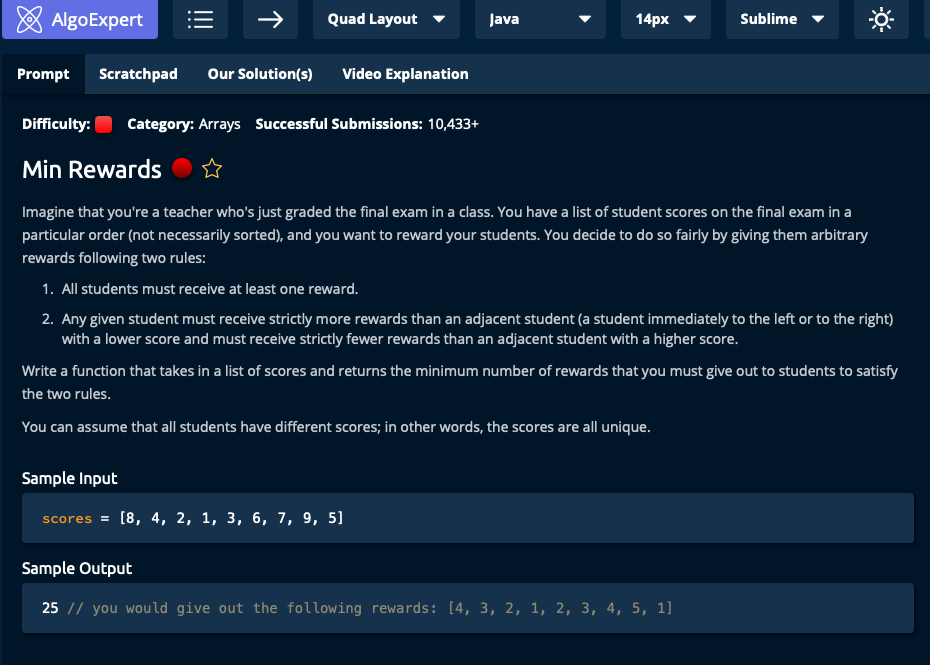 AlgoExpert Quad Layout Java 14px Sublime
Prompt Scratchpad Our Solution(s) Video Explanation
Difficulty: Category: Arrays Successful Submissions: 10,433+
Min Rewards
Imagine that you're a teacher who's just graded the final exam in a class. You have a list of student scores on the final exam in a
particular order (not necessarily sorted), and you want to reward your students. You decide to do so fairly by giving them arbitrary
rewards following two rules:
1. All students must receive at least one reward.
2. Any given student must receive strictly more rewards than an adjacent student (a student immediately to the left or to the right)
with a lower score and must receive strictly fewer rewards than an adjacent student with a higher score.
Write a function that takes in a list of scores and returns the minimum number of rewards that you must give out to students to satisfy
the two rules.
You can assume that all students have different scores; in other words, the scores are all unique.
Sample Input
scores = [8, 4, 2, 1, 3, 6, 7, 9, 5]
Sample Output
25 // you would give out the following rewards: [4, 3, 2, 1, 2, 3, 4, 5, 1]